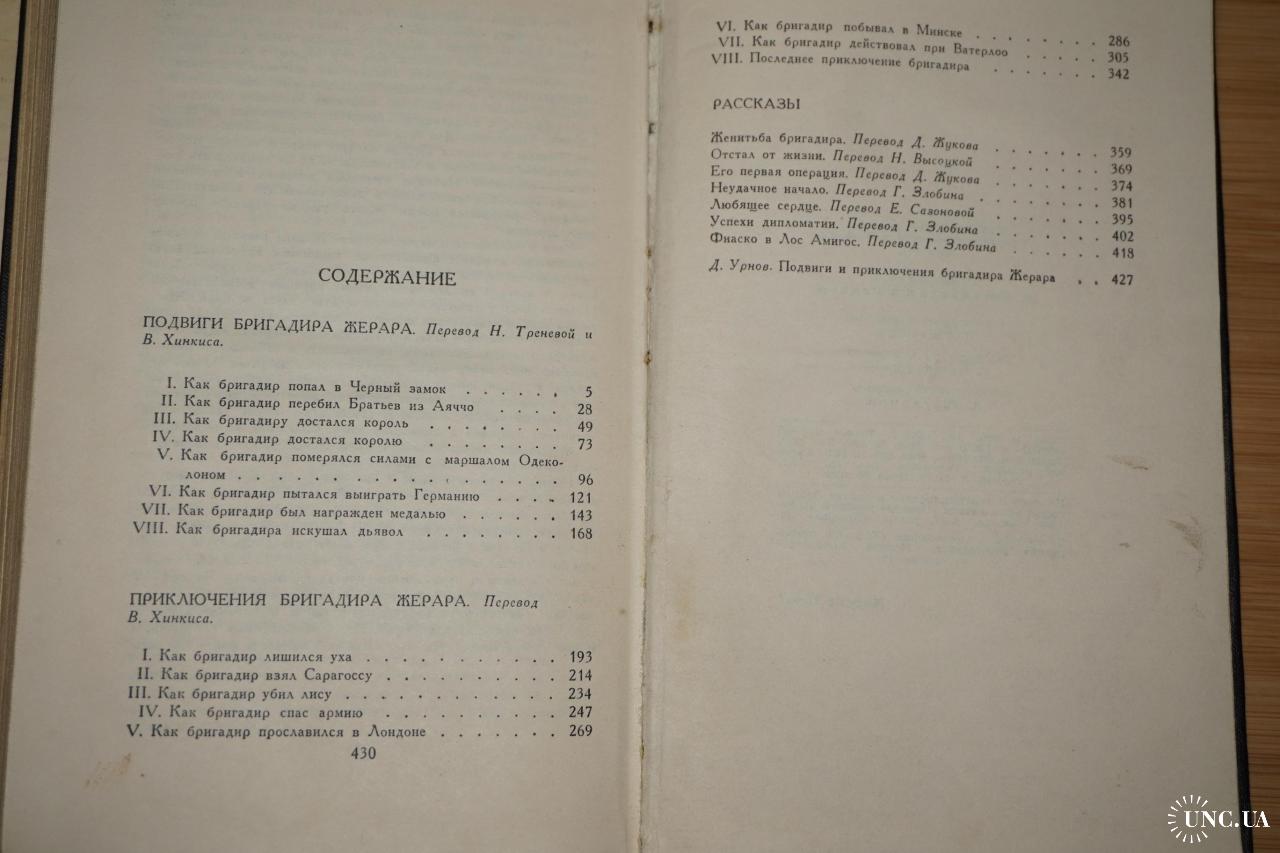 СОДЕРЖАНИЕ
ПОДВИГИ БРИГАДИРА ЖЕРАРА. Перевод Н. Треневой и
В. Хинкиса.
I. Как бригадир попал в Черный замок . . . . . . 5
II. Как бригадир перебил Братьев из Аяччо . . . . 28
III. Как бригадиру достался король . . . . . . . 49
IV. Как бригадир достался королю . . . . . . . 73
V. Как бригадир померялся силами с маршалом Одеко-
лоном . . . . . . . . . . . . . . . . . 96
VI. Как бригадир пытался выиграть Германию . . . . 121
VII. Как бригадир был награжден медалью . . . . . . 143
VIII. Как бригадира искушал дьявол . . . . . . . . 168
ПРИКЛЮЧЕНИЯ БРИГАДИРА ЖЕРАРА. Перевод
В. Хинкиса.
I. Как бригадир лишился уха . . . . . . . . . . . 193
II. Как бригадир взял Сарагоссу . . . . . . . . . . 214
III. Как бригадир убил лису . . . . . . . . . . . . 234
IV. Как бригадир спас армию . . . . . . . . . . 247
V. Как бригадир прославился в Лондоне . . . . . . . 269
430
VI. Как бригадир побывал в Минске . . . . . . . . 286
VII. Как бригадир действовал при Ватерлоо . . . . . 305
VIII. Последнее приключение бригадира . . . . . . . 342
РАССКАЗЫ
Женитьба бригадира. Перевод Д. Жукова . . . . . . . 359
Отстал от жизни. Перевод Н. Высоцкой . . . . . . . 369
Его первая операция. Перевод Д. Жукова . . . . . . . 374
Неудачное начало. Перевод Г. Злобина . . . . . . . . 381
Любящее сердце. Перевод Е. Сазоновой . . . . . . . 395
Успехи дипломатии. Перевод Г. Злобина . . . . . . . 402
Фиаско в Лос Амигос. Перевод Г. Злобина . . . . . . 418
Д. Урнов. Подвиги и приключения бригадира Жерара . . 427
UNC.UA